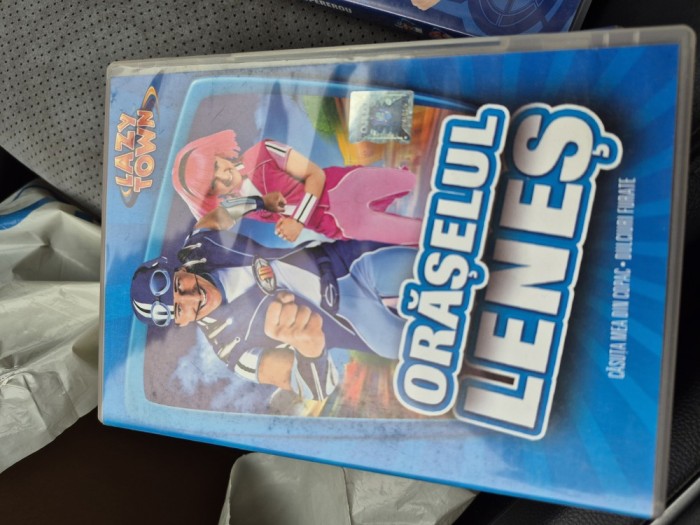 LAZY
TOWN
ORĂȘELUL
LENEȘ
CĂSUȚA MEA DIN COPAC • DULCIURI FURATE